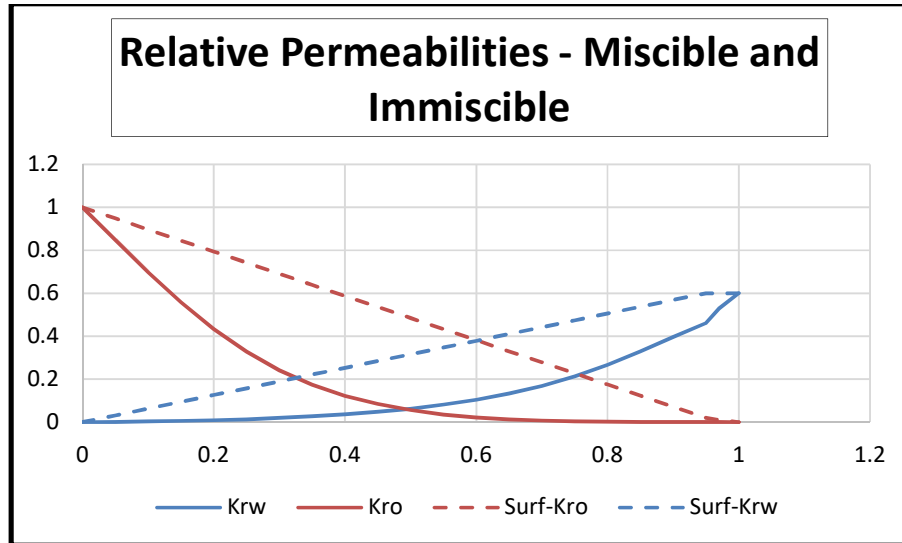 Relative Permeabilities - Miscible and
Immiscible
1.2
1
0.8
0.6
0.4
0.2
0
0 0.2 0.4 0.6 0.8 1 1.2
Krw Kro Surf-Kro Surf-Krw